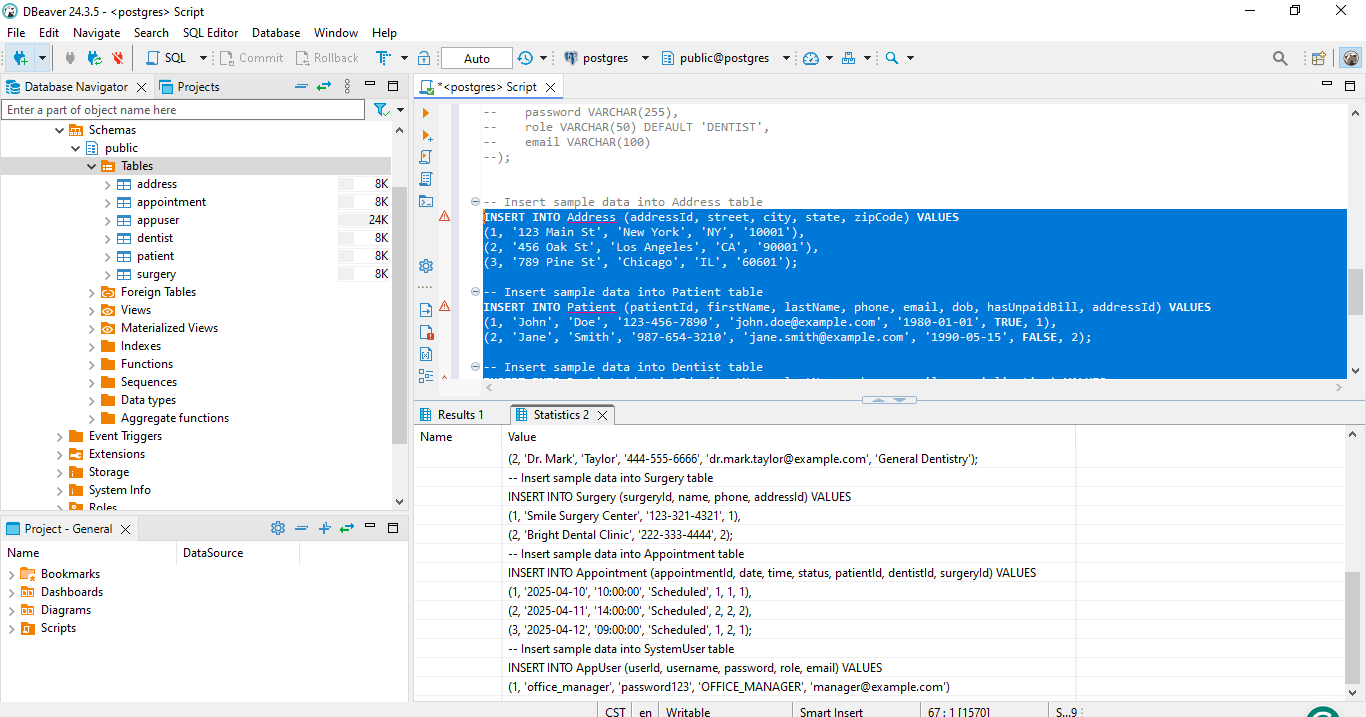 DBeaver 24.3.5 - <postgres> Script
File Edit Navigate Search SQL Editor Database Window Help
SQL Commit Rollback Auto postgres public@postgres
Database Navigator Projects
Enter a part of object name here
Schemas
public
Tables
address 8K
appointment 8K
appuser 24K
dentist 8K
patient 8K
surgery 8K
Foreign Tables
Views
Materialized Views
Indexes
Functions
Sequences
Data types
Aggregate functions
Event Triggers
Extensions
Storage
System Info
Roles
Project - General
Name DataSource
Bookmarks
Dashboards
Diagrams
Scripts
*<postgres> Script
-- password VARCHAR(255),
-- role VARCHAR(50) DEFAULT 'DENTIST',
-- email VARCHAR(100)
--);
-- Insert sample data into Address table
INSERT INTO Address (addressId, street, city, state, zipCode) VALUES
(1, '123 Main St', 'New York', 'NY', '10001'),
(2, '456 Oak St', 'Los Angeles', 'CA', '90001'),
(3, '789 Pine St', 'Chicago', 'IL', '60601');
-- Insert sample data into Patient table
INSERT INTO Patient (patientId, firstName, lastName, phone, email, dob, hasUnpaidBill, addressId) VALUES
(1, 'John', 'Doe', '123-456-7890', 'john.doe@example.com', '1980-01-01', TRUE, 1),
(2, 'Jane', 'Smith', '987-654-3210', 'jane.smith@example.com', '1990-05-15', FALSE, 2);
-- Insert sample data into Dentist table
Results 1 Statistics 2
Name Value
(2, 'Dr. Mark', 'Taylor', '444-555-6666', 'dr.mark.taylor@example.com', 'General Dentistry');
-- Insert sample data into Surgery table
INSERT INTO Surgery (surgeryId, name, phone, addressId) VALUES
(1, 'Smile Surgery Center', '123-321-4321', 1),
(2, 'Bright Dental Clinic', '222-333-4444', 2);
-- Insert sample data into Appointment table
INSERT INTO Appointment (appointmentId, date, time, status, patientId, dentistId, surgeryId) VALUES
(1, '2025-04-10', '10:00:00', 'Scheduled', 1, 1, 1),
(2, '2025-04-11', '14:00:00', 'Scheduled', 2, 2, 2),
(3, '2025-04-12', '09:00:00', 'Scheduled', 1, 2, 1);
-- Insert sample data into SystemUser table
INSERT INTO AppUser (userId, username, password, role, email) VALUES
(1, 'office_manager', 'password123', 'OFFICE_MANAGER', 'manager@example.com')
CST en Writable Smart Insert 67 : 1 [1570] S...9